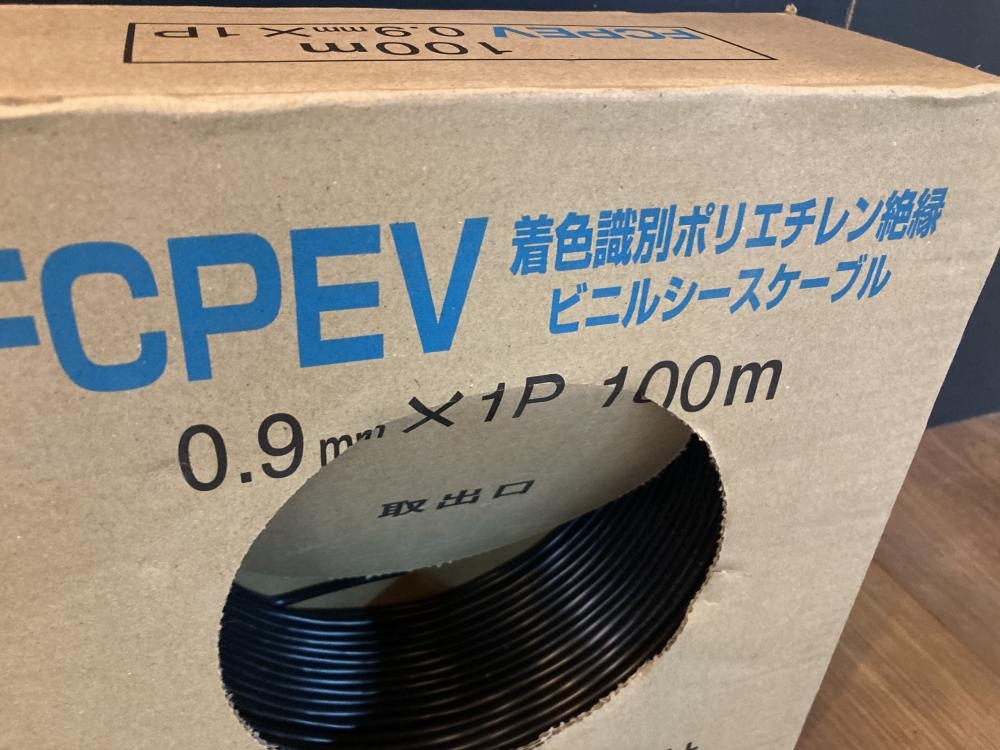 FCPEV 0.9mm×1P
100m
FCPEV
着色識別ポリエチレン絶縁
ビニルシースケーブル
0.9mm×1P 100m
取出口